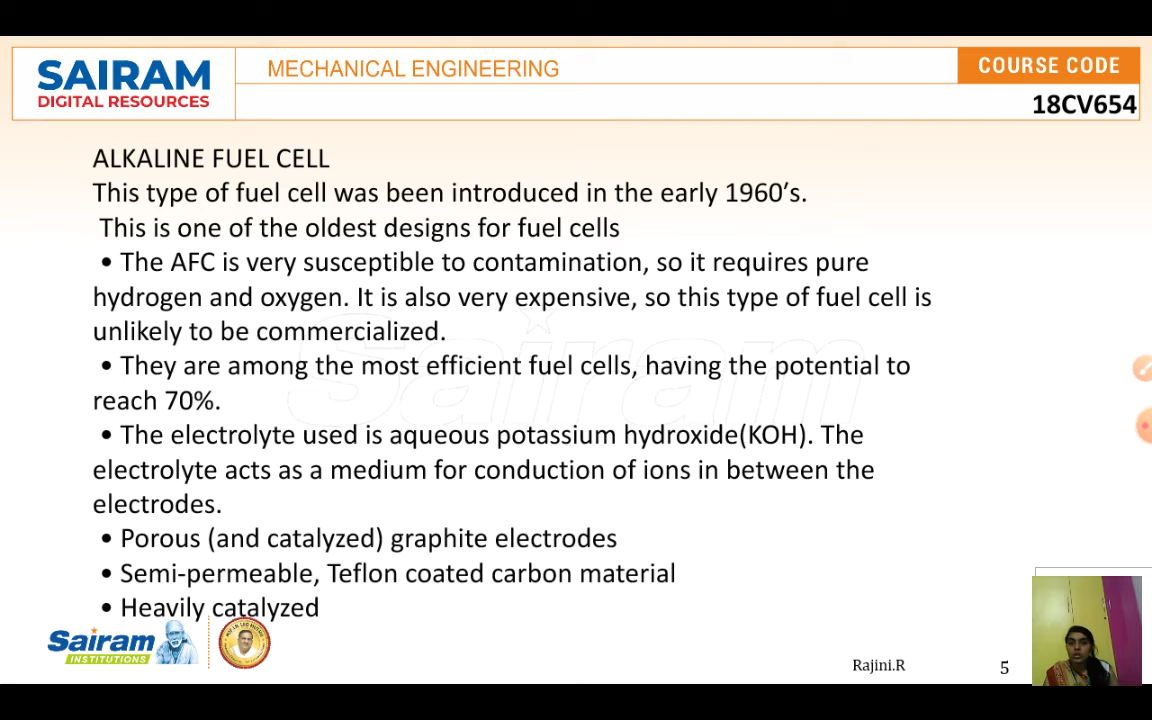 SAIRAM
DIGITAL RESOURCES
MECHANICAL ENGINEERING
COURSE CODE
18CV654
ALKALINE FUEL CELL
This type of fuel cell was been introduced in the early 1960's.
This is one of the oldest designs for fuel cells
• The AFC is very susceptible to contamination, so it requires pure
hydrogen and oxygen. It is also very expensive, so this type of fuel cell is
unlikely to be commercialized.
• They are among the most efficient fuel cells, having the potential to
reach 70%.
• The electrolyte used is aqueous potassium hydroxide(KOH). The
electrolyte acts as a medium for conduction of ions in between the
electrodes.
• Porous (and catalyzed) graphite electrodes
• Semi-permeable, Teflon coated carbon material
• Heavily catalyzed
Sairam
Sairam
INSTITUTIONS
Rajini.R
5